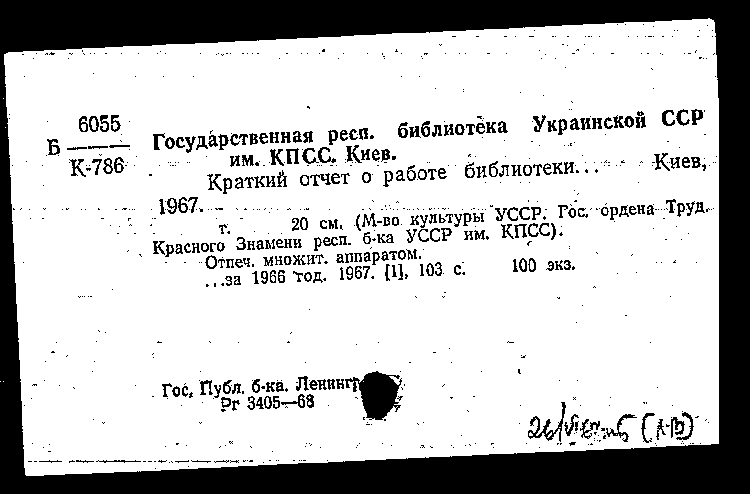 6055
Б
К-786
Государственная респ. библиотека Украинской ССР
им. КПСС. Киев.
Краткий отчет о работе библиотеки... Киев,
1967.
т. 20 см. (М-во культуры УССР. Гос. ордена Труд.
Красного Знамени респ. б-ка УССР им. КПСС).
Отпеч. множит. аппаратом.
...за 1966 год. 1967. [1], 103 с. 100 экз.
Гос. Публ. б-ка. Ленингр
Рг 3405—68